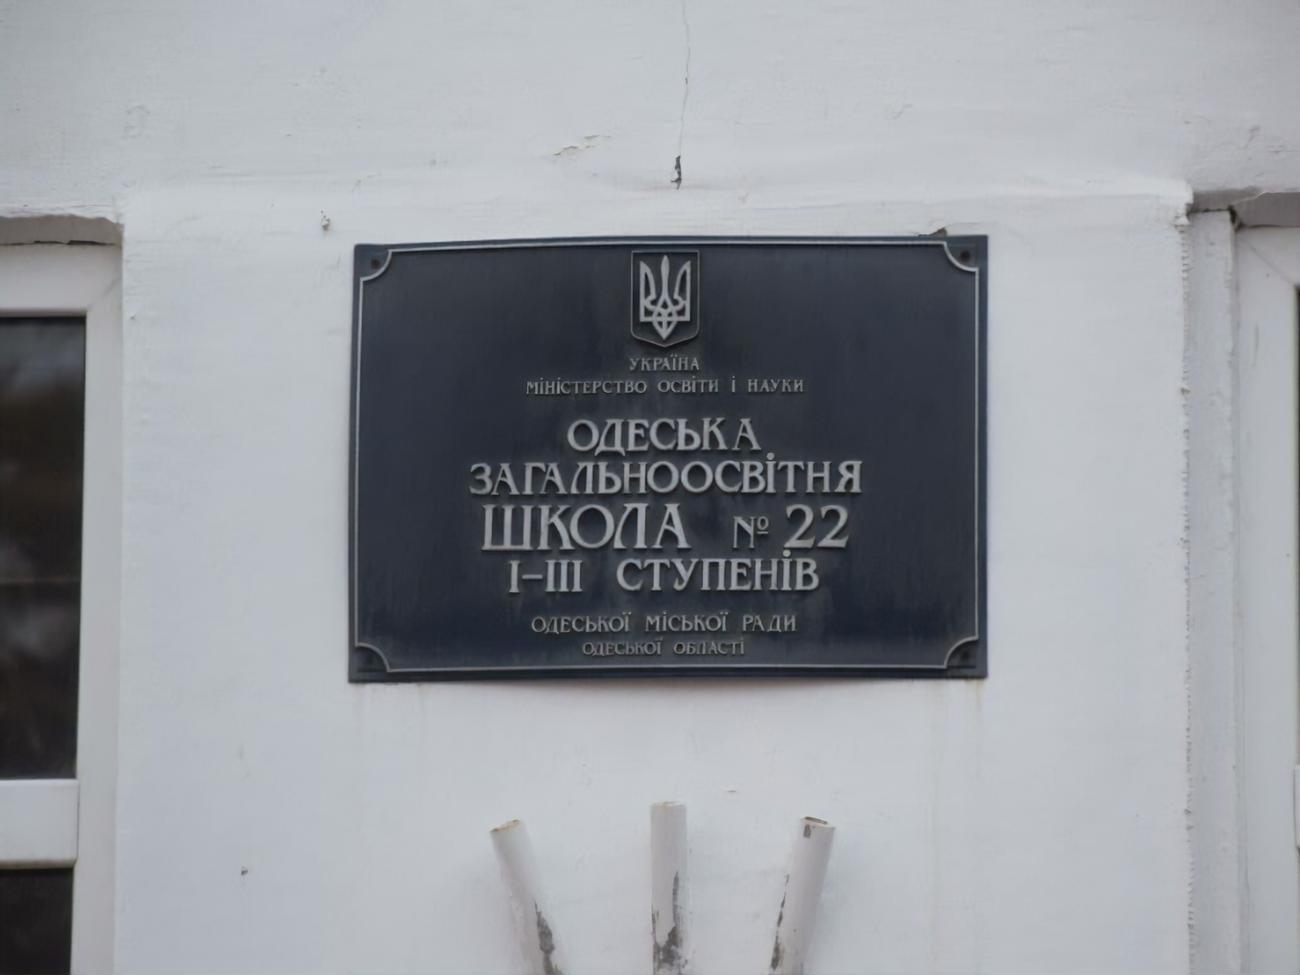 УКРАЇНА
МІНІСТЕРСТВО ОСВІТИ І НАУКИ
ОДЕСЬКА
ЗАГАЛЬНООСВІТНЯ
ШКОЛА № 22
І–ІІІ СТУПЕНІВ
ОДЕСЬКОЇ МІСЬКОЇ РАДИ
ОДЕСЬКОЇ ОБЛАСТІ